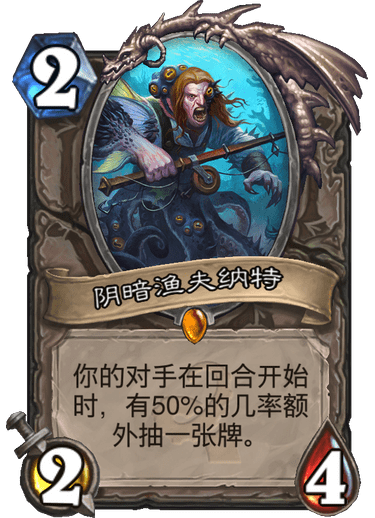 2
阴暗渔夫纳特
你的对手在回合开始
时，有50%的几率额
外抽一张牌。
2
4